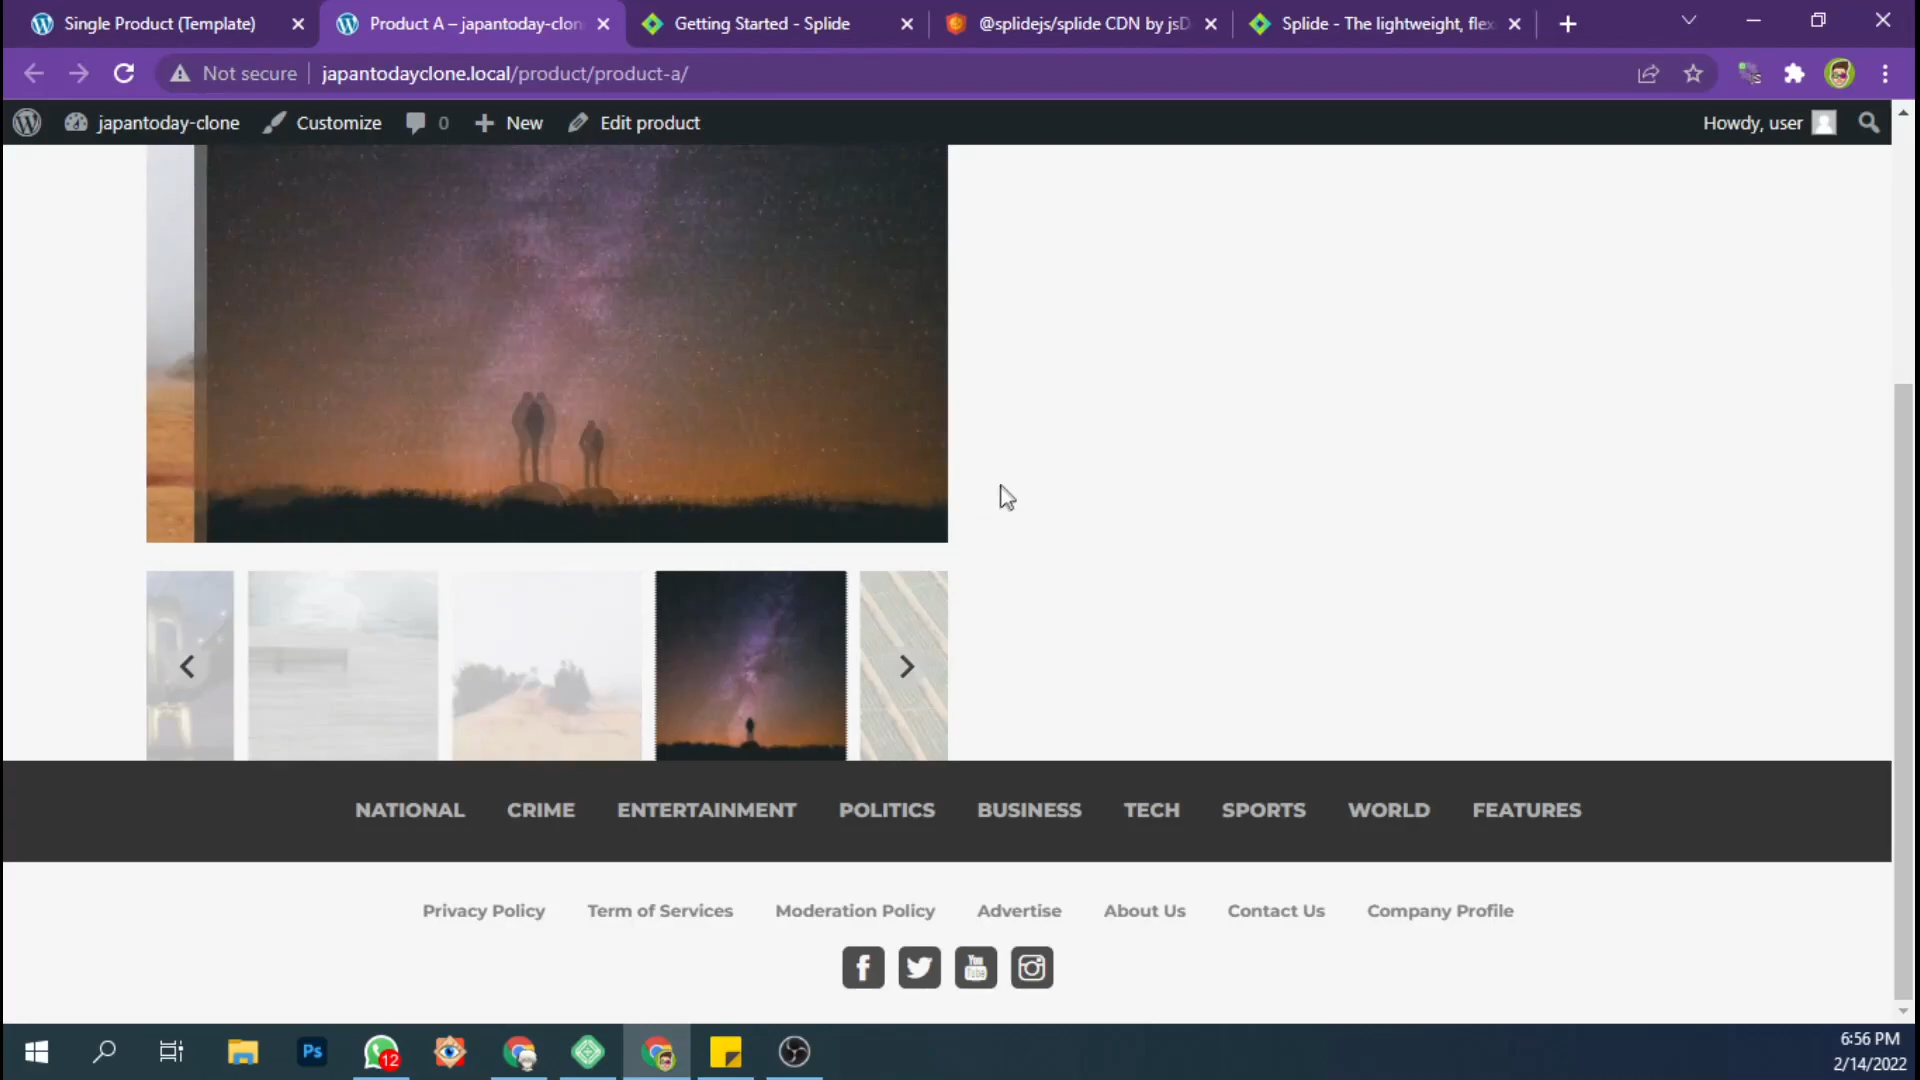 Single Product (Template)
Product A – japantoday-clon
Getting Started - Splide
@splidejs/splide CDN by jsD
Splide - The lightweight, flex
Not secure
japantodayclone.local/product/product-a/
japantoday-clone
Customize
0
New
Edit product
Howdy, user
NATIONAL
CRIME
ENTERTAINMENT
POLITICS
BUSINESS
TECH
SPORTS
WORLD
FEATURES
Privacy Policy
Term of Services
Moderation Policy
Advertise
About Us
Contact Us
Company Profile
You
Tube
Ps
12
6:56 PM
2/14/2022